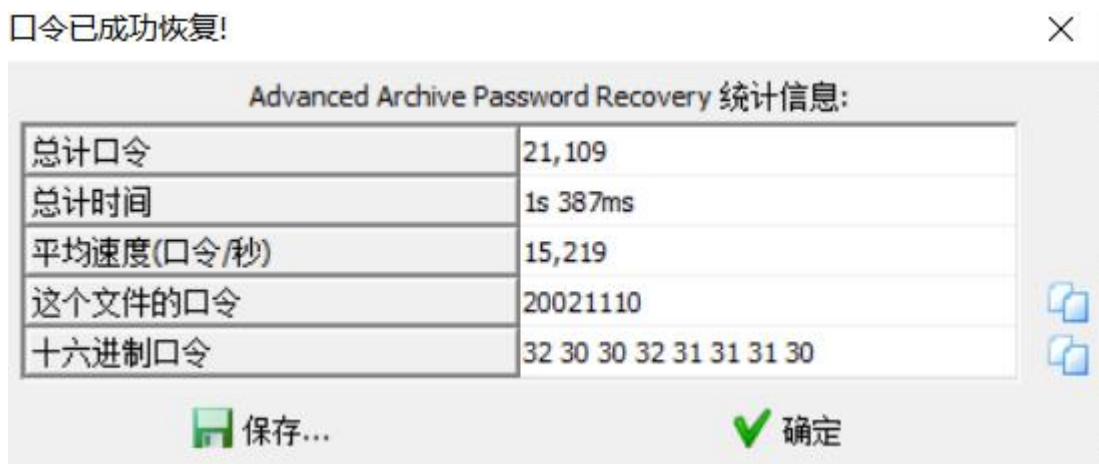 口令已成功恢复!
Advanced Archive Password Recovery 统计信息:
总计口令 21,109
总计时间 1s 387ms
平均速度(口令/秒) 15,219
这个文件的口令 20021110
十六进制口令 32 30 30 32 31 31 31 30
保存... 确定